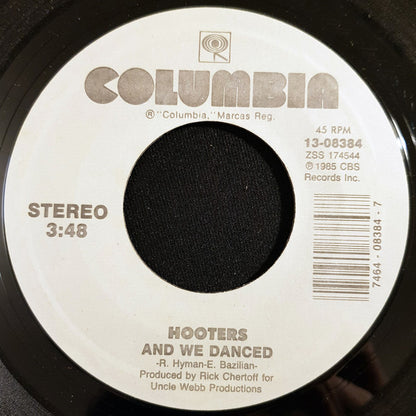 COLUMBIA
® "Columbia," Marcas Reg.
45 RPM
13-08384
ZSS 174544
℗ 1985 CBS
Records Inc.
STEREO
3:48
7464-08384-7
HOOTERS
AND WE DANCED
-R. Hyman-E. Bazilian-
Produced by Rick Chertoff for
Uncle Webb Productions